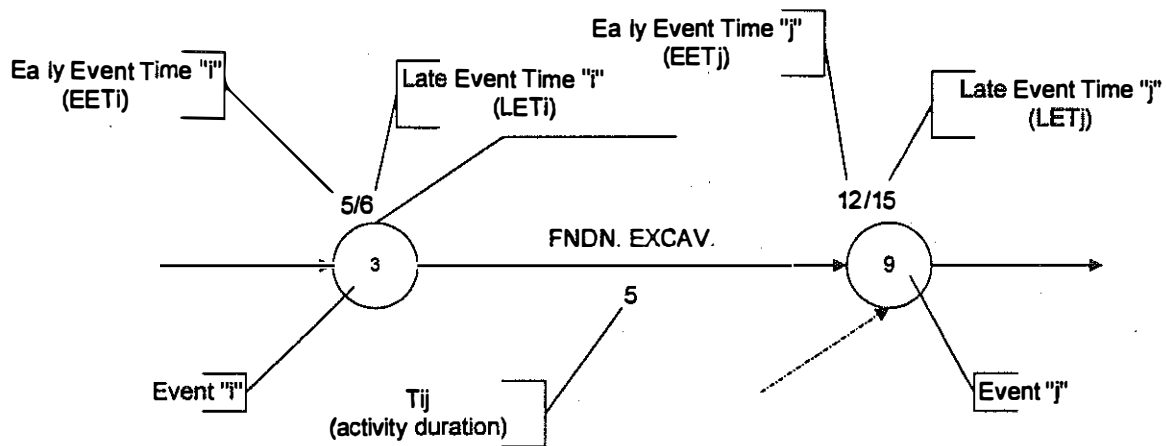 Ea ly Event Time "i"
(EETi)
Late Event Time "i"
(LETi)
Ea ly Event Time "j"
(EETj)
Late Event Time "j"
(LETj)
5/6
12/15
FNDN. EXCAV.
3
9
5
Event "i"
Tij
(activity duration)
Event "j"